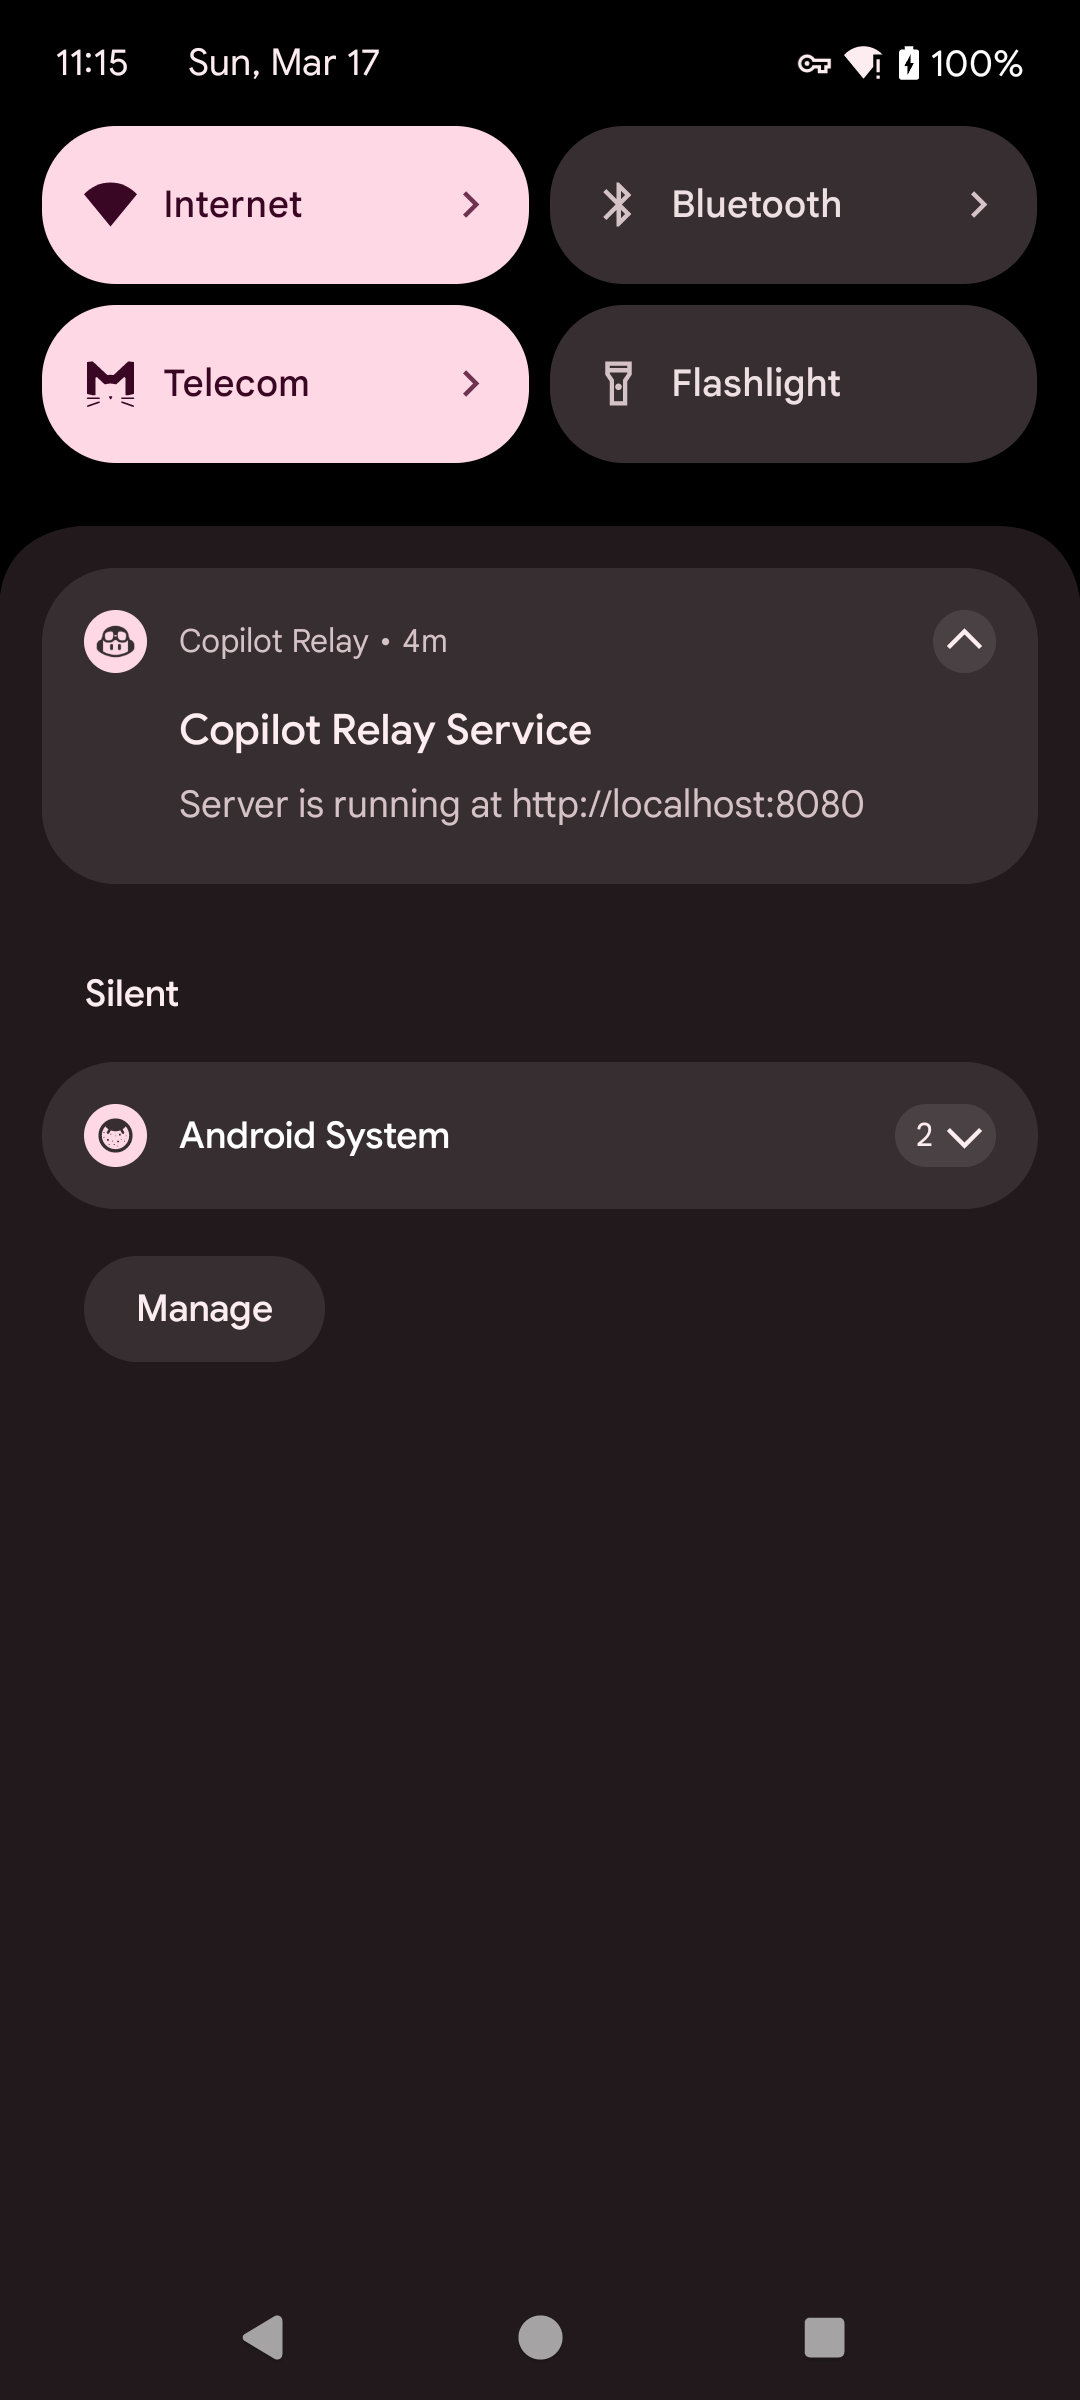 11:15 Sun, Mar 17 100%
Internet
Bluetooth
Telecom
Flashlight
Copilot Relay • 4m
Copilot Relay Service
Server is running at http://localhost:8080
Silent
Android System 2
Manage